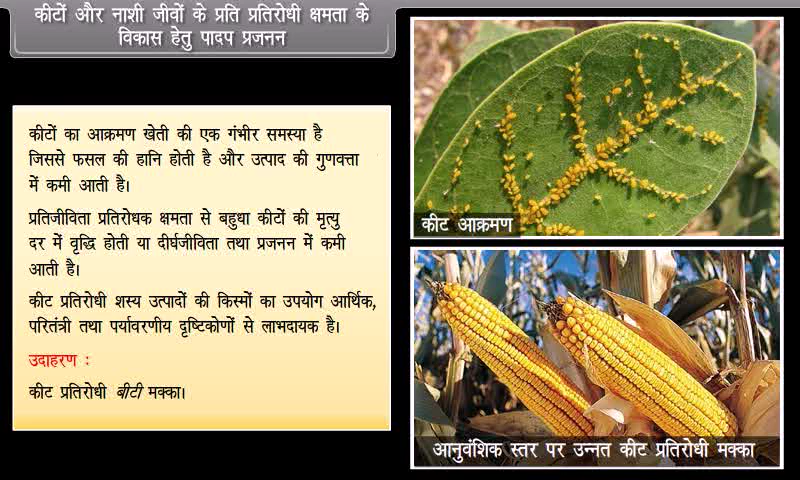 कीटों और नाशी जीवों के प्रति प्रतिरोधी क्षमता के
विकास हेतु पादप प्रजनन
कीटों का आक्रमण खेती की एक गंभीर समस्या है
जिससे फसल की हानि होती है और उत्पाद की गुणवत्ता
में कमी आती है।
प्रतिजीविता प्रतिरोधक क्षमता से बहुधा कीटों की मृत्यु
दर में वृद्धि होती या दीर्घजीविता तथा प्रजनन में कमी
आती है।
कीट प्रतिरोधी शस्य उत्पादों की किस्मों का उपयोग आर्थिक,
परितंत्री तथा पर्यावरणीय दृष्टिकोणों से लाभदायक है।
उदाहरण :
कीट प्रतिरोधी बीटी मक्का।
कीट आक्रमण
आनुवंशिक स्तर पर उन्नत कीट प्रतिरोधी मक्का